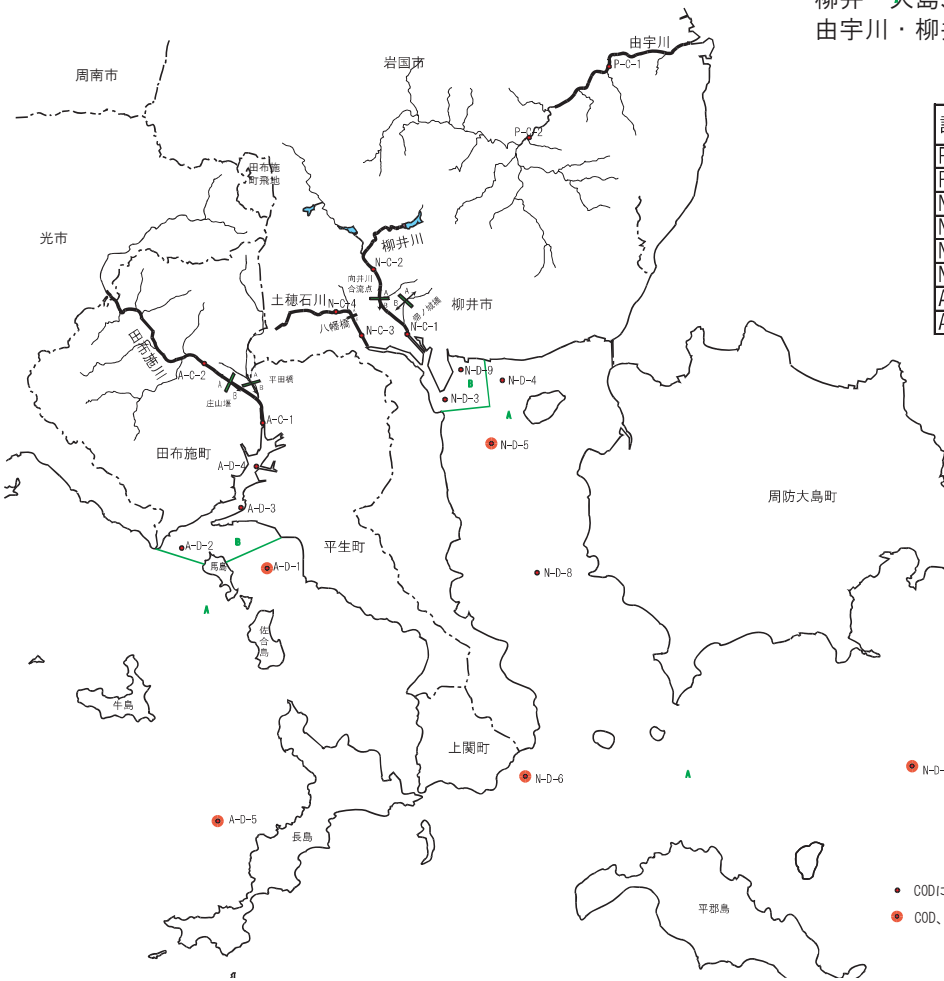 由宇川・柳
由宇川
P-C-1
岩国市
周南市
P-C-2
田布施
町飛地
光市
柳井川
N-C-2
向井川
合流点
A
B
A
B
柳井市
土穂石川
N-C-4
八幡橋
N-C-3
N-C-1
田布施川
A-C-2
A
B
A
B
平田橋
庄山堰
A-C-1
N-D-9
B
N-D-4
N-D-3
A
N-D-5
田布施町
A-D-4
周防大島町
A-D-3
B
A-D-2
平生町
馬島
A-D-1
N-D-8
A
佐合島
牛島
上関町
N-D-6
A
N-D-
A-D-5
長島
平郡島
COD
COD、